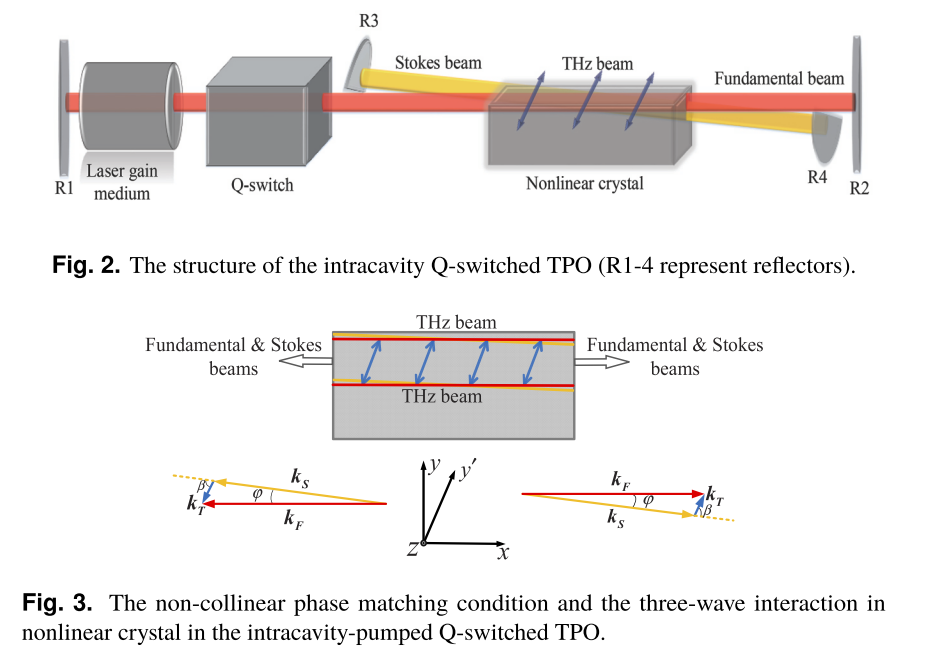 R3
Stokes beam
THz beam
Fundamental beam
Laser gain
medium
R1
Q-switch
Nonlinear crystal
R4
R2
Fig. 2. The structure of the intracavity Q-switched TPO (R1-4 represent reflectors).
THz beam
Fundamental & Stokes
beams
Fundamental & Stokes
beams
THz beam
β
k_T
φ
k_S
k_F
y
y′
z
x
k_F
φ
k_S
k_T
β
Fig. 3. The non-collinear phase matching condition and the three-wave interaction in
nonlinear crystal in the intracavity-pumped Q-switched TPO.